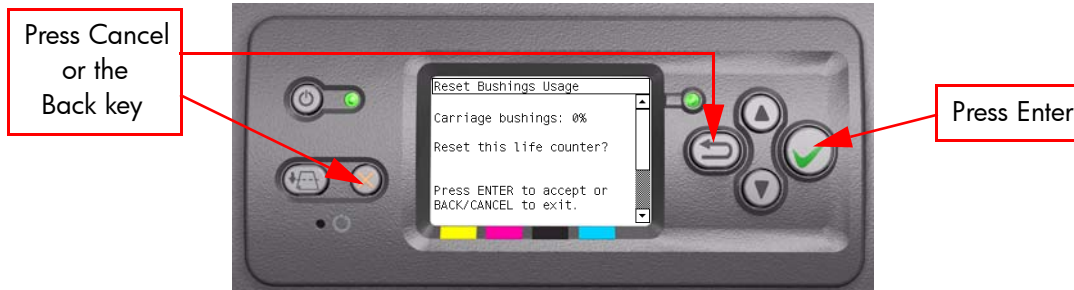 Press Cancel
or the
Back key
Reset Bushings Usage
Carriage bushings: 0%
Reset this life counter?
Press ENTER to accept or
BACK/CANCEL to exit.
Press Enter